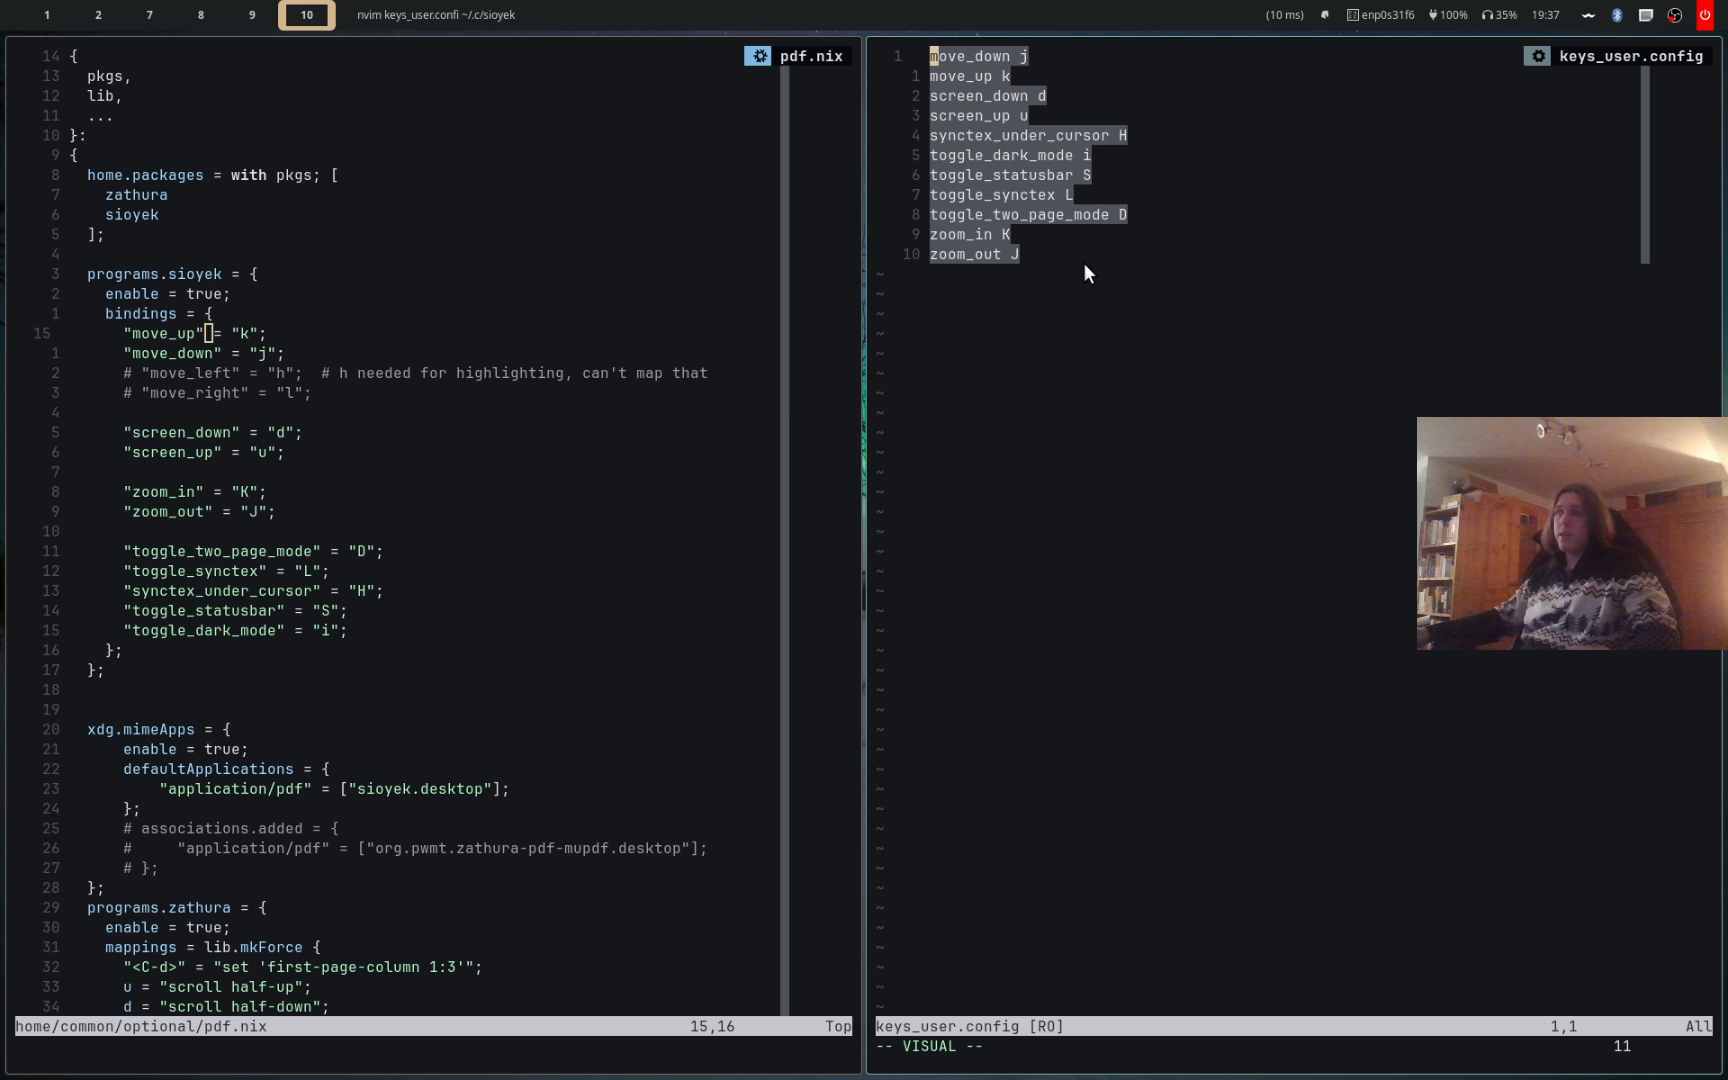 1 2 7 8 9 10 nvim keys_user.confi ~/.c/sioyek (10 ms) enp0s31f6 100% 35% 19:37
pdf.nix
14 {
13 pkgs,
12 lib,
11 ...
10 }:
9 {
8 home.packages = with pkgs; [
7 zathura
6 sioyek
5 ];
4
3 programs.sioyek = {
2 enable = true;
1 bindings = {
15 "move_up" = "k";
1 "move_down" = "j";
2 # "move_left" = "h"; # h needed for highlighting, can't map that
3 # "move_right" = "l";
4
5 "screen_down" = "d";
6 "screen_up" = "u";
7
8 "zoom_in" = "K";
9 "zoom_out" = "J";
10
11 "toggle_two_page_mode" = "D";
12 "toggle_synctex" = "L";
13 "synctex_under_cursor" = "H";
14 "toggle_statusbar" = "S";
15 "toggle_dark_mode" = "i";
16 };
17 };
18
19
20 xdg.mimeApps = {
21 enable = true;
22 defaultApplications = {
23 "application/pdf" = ["sioyek.desktop"];
24 };
25 # associations.added = {
26 # "application/pdf" = ["org.pwmt.zathura-pdf-mupdf.desktop"];
27 # };
28 };
29 programs.zathura = {
30 enable = true;
31 mappings = lib.mkForce {
32 "<C-d>" = "set 'first-page-column 1:3'";
33 u = "scroll half-up";
34 d = "scroll half-down";
home/common/optional/pdf.nix 15,16 Top
keys_user.config
1 move_down j
1 move_up k
2 screen_down d
3 screen_up u
4 synctex_under_cursor H
5 toggle_dark_mode i
6 toggle_statusbar S
7 toggle_synctex L
8 toggle_two_page_mode D
9 zoom_in K
10 zoom_out J
keys_user.config [RO] 1,1 All
-- VISUAL -- 11